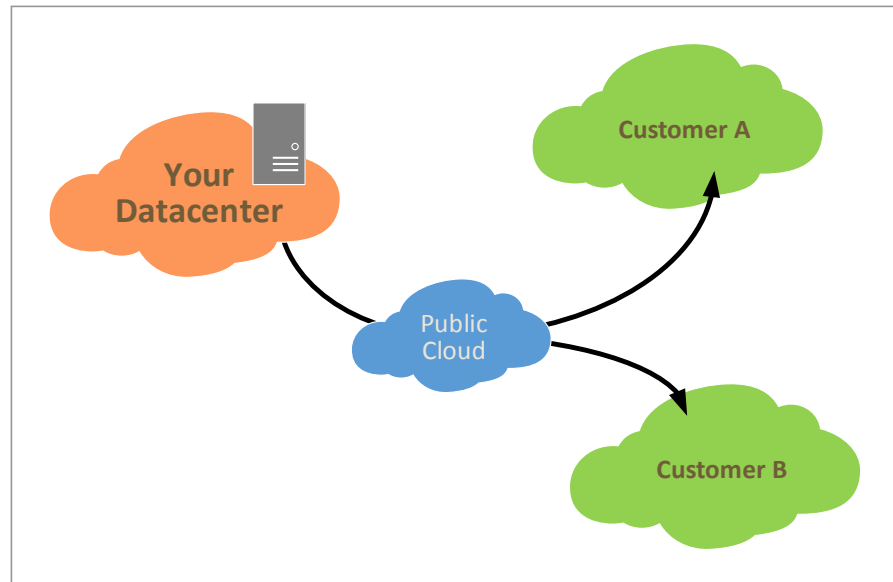 Your
Datacenter
Customer A
Public
Cloud
Customer B